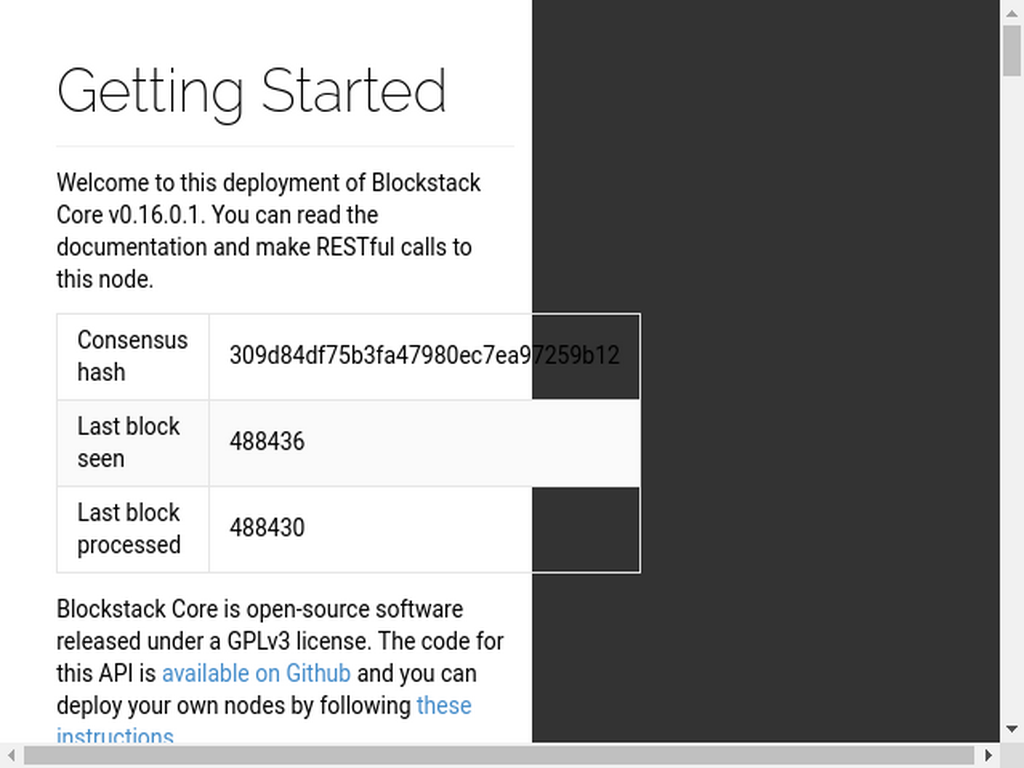 Getting Started
Welcome to this deployment of Blockstack
Core v0.16.0.1. You can read the
documentation and make RESTful calls to
this node.
Consensus
hash
309d84df75b3fa47980ec7ea97259b12
Last block
seen
488436
Last block
processed
488430
Blockstack Core is open-source software
released under a GPLv3 license. The code for
this API is available on Github and you can
deploy your own nodes by following these
instructions